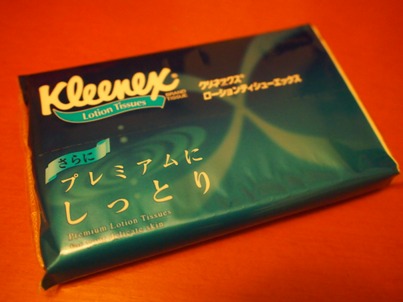 Kleenex®
BRAND
TISSUE
Lotion Tissues
クリネックス®
ローションティシューエックス
さらに
プレミアムに
しっとり
Premium Lotion Tissues
delicate skin